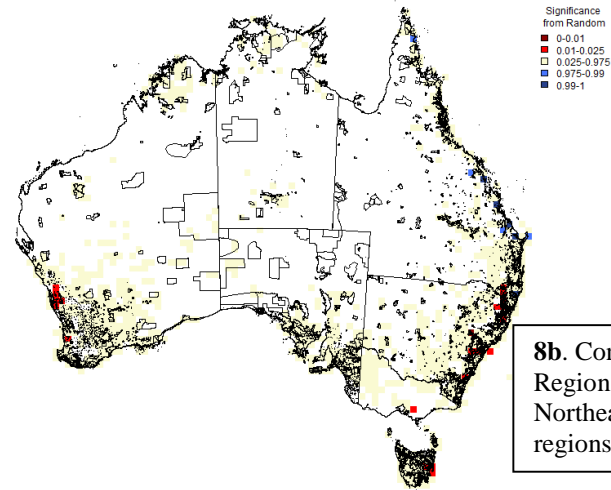 Significance
from Random
0-0.01
0.01-0.025
0.025-0.975
0.975-0.99
0.99-1
8b. Con
Region
Northea
regions